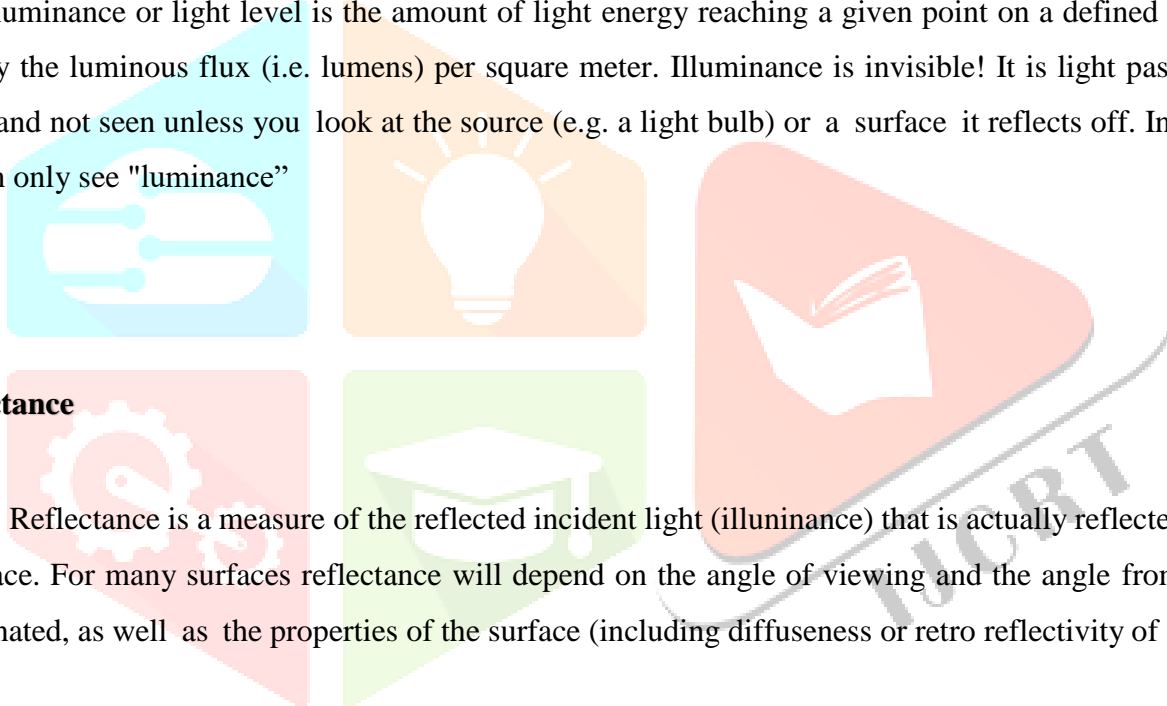 luminance or light level is the amount of light energy reaching a given point on a defined
y the luminous flux (i.e. lumens) per square meter. Illuminance is invisible! It is light pas
and not seen unless you look at the source (e.g. a light bulb) or a surface it reflects off. In
n only see "luminance”
ctance
Reflectance is a measure of the reflected incident light (illuninance) that is actually reflecte
ace. For many surfaces reflectance will depend on the angle of viewing and the angle from
nated, as well as the properties of the surface (including diffuseness or retro reflectivity of
IJCRT